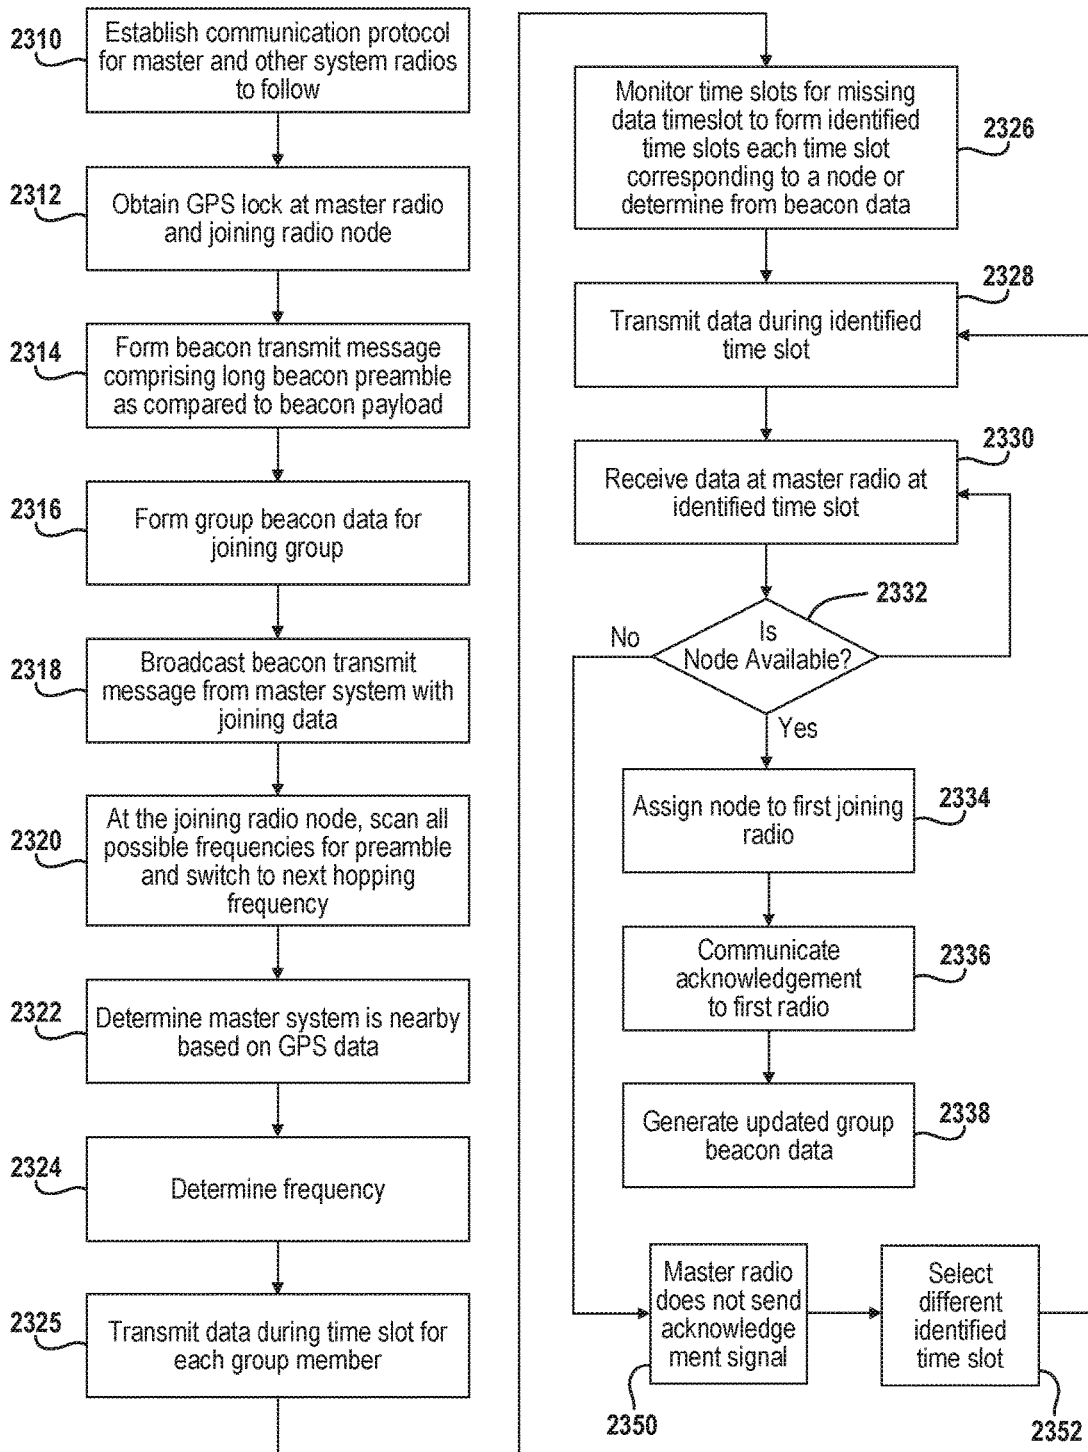 2310
Establish communication protocol
for master and other system radios
to follow
2312
Obtain GPS lock at master radio
and joining radio node
2314
Form beacon transmit message
comprising long beacon preamble
as compared to beacon payload
2316
Form group beacon data for
joining group
2318
Broadcast beacon transmit
message from master system with
joining data
2320
At the joining radio node, scan all
possible frequencies for preamble
and switch to next hopping
frequency
2322
Determine master system is nearby
based on GPS data
2324
Determine frequency
2325
Transmit data during time slot for
each group member
Monitor time slots for missing
data timeslot to form identified
time slots each time slot
corresponding to a node or
determine from beacon data
2326
Transmit data during identified
time slot
2328
Receive data at master radio at
identified time slot
2330
Is
Node Available?
2332
No
Yes
Assign node to first joining
radio
2334
Communicate
acknowledgement
to first radio
2336
Generate updated group
beacon data
2338
Master radio
does not send
acknowledge
ment signal
2350
Select
different
identified
time slot
2352